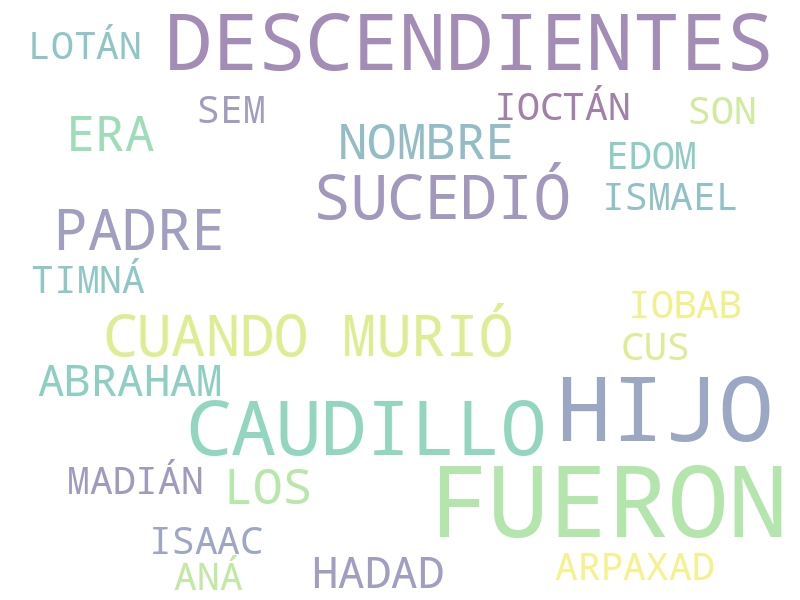 DESCENDIENTES
LOTÁN
SEM
IOCTÁN
SON
ERA
NOMBRE
EDOM
SUCEDIÓ
ISMAEL
PADRE
TIMNÁ
IOBAB
CUANDO MURIÓ
CUS
ABRAHAM
HIJO
CAUDILLO
MADIÁN
LOS
FUERON
ISAAC
ANÁ
HADAD
ARPAXAD